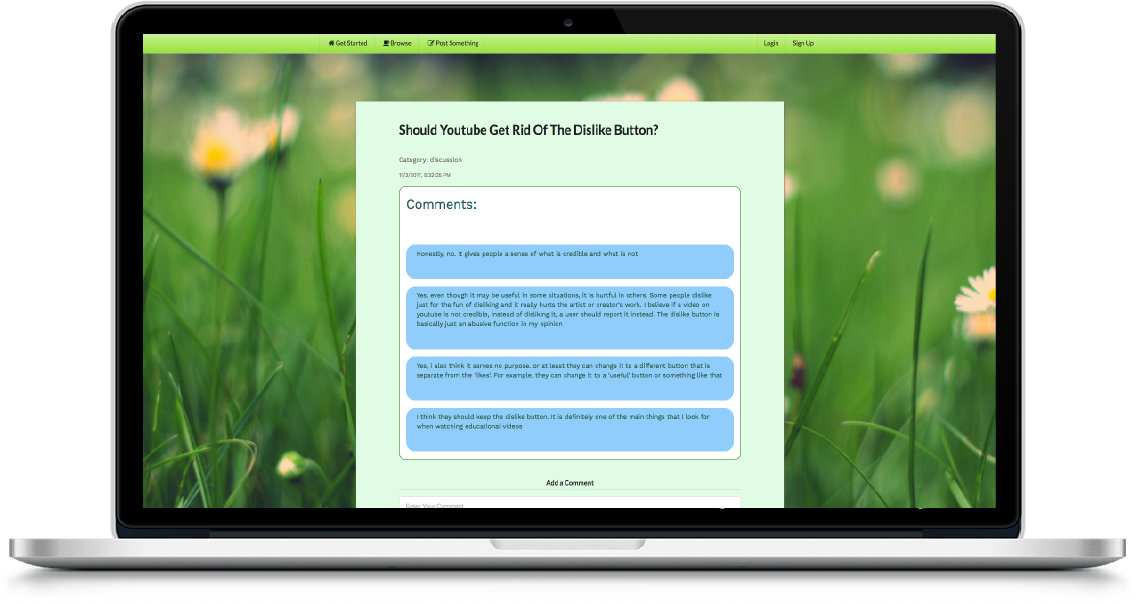 Get Started Browse Post Something Login Sign Up
Should Youtube Get Rid Of The Dislike Button?
Category: discussion
11/3/2017, 5:32:05 PM
Comments:
Honestly, no. It gives people a sense of what is credible and what is not
Yes, even though it may be useful in some situations, it is hurtful in others. Some people dislike
just for the fun of disliking and it really hurts the artist or creator's work. I believe if a video on
youtube is not credible, instead of disliking it, a user should report it instead. The dislike button is
basically just an abusive function in my opinion
Yes, i also think it serves no purpose. or at least they can change it to a different button that is
separate from the 'likes'. For example, they can change it to a 'useful' button or something like that
I think they should keep the dislike button. It is definitely one of the main things that I look for
when watching educational videos
Add a Comment
Enter Your Comment